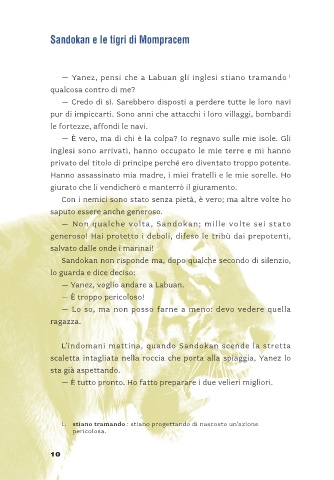 Sandokan e le tigri di Mompracem
— Yanez, pensi che a Labuan gli inglesi stiano tramando ¹
qualcosa contro di me?
— Credo di sì. Sarebbero disposti a perdere tutte le loro navi
pur di impiccarti. Sono anni che attacchi i loro villaggi, bombardi
le fortezze, affondi le navi.
— È vero, ma di chi è la colpa? Io regnavo sulle mie isole. Gli
inglesi sono arrivati, hanno occupato le mie terre e mi hanno
privato del titolo di principe perché ero diventato troppo potente.
Hanno assassinato mia madre, i miei fratelli e le mie sorelle. Ho
giurato che li vendicherò e manterrò il giuramento.
Con i nemici sono stato senza pietà, è vero; ma altre volte ho
saputo essere anche generoso.
— Non qualche volta, Sandokan; mille volte sei stato
generoso! Hai protetto i deboli, difeso le tribù dai prepotenti,
salvato dalle onde i marinai!
Sandokan non risponde ma, dopo qualche secondo di silenzio,
lo guarda e dice deciso:
— Yanez, voglio andare a Labuan.
— È troppo pericoloso!
— Lo so, ma non posso farne a meno: devo vedere quella
ragazza.
L'indomani mattina, quando Sandokan scende la stretta
scaletta intagliata nella roccia che porta alla spiaggia, Yanez lo
sta già aspettando.
— È tutto pronto. Ho fatto preparare i due velieri migliori.
1. stiano tramando : stiano progettando di nascosto un'azione
pericolosa.
10